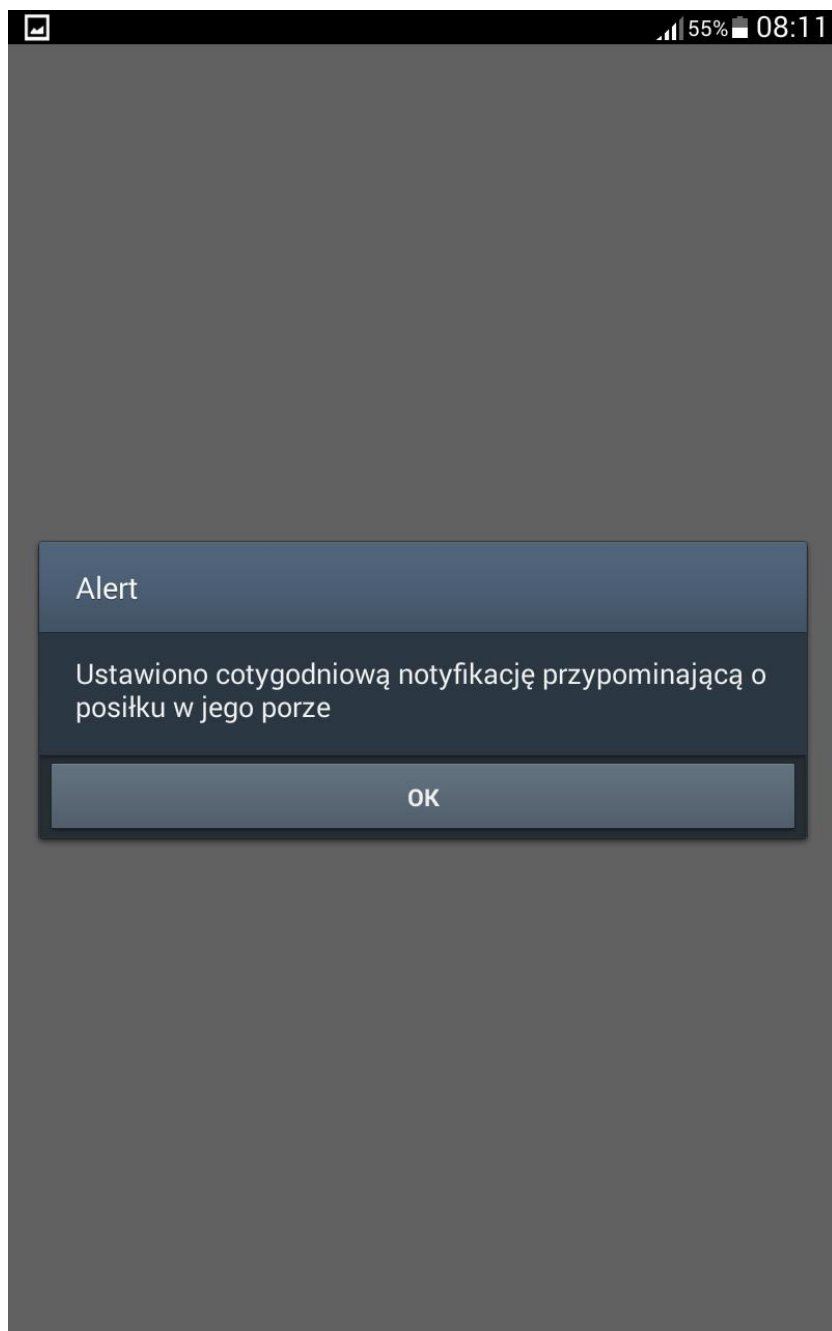 55% 08:11
Alert
Ustawiono cotygodniową notyfikację przypominającą o
posiłku w jego porze
OK